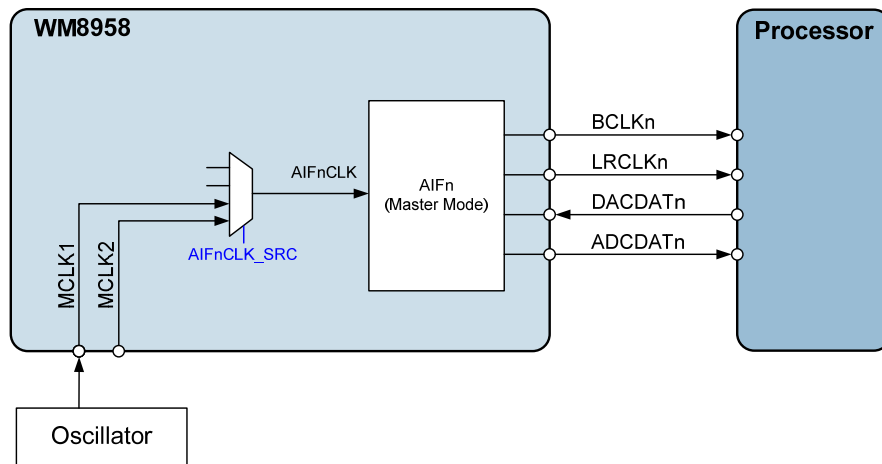 WM8958
Processor
BCLKn
LRCLKn
DACDATn
ADCDATn
AIFnCLK
AIFn
(Master Mode)
AIFnCLK_SRC
MCLK1
MCLK2
Oscillator